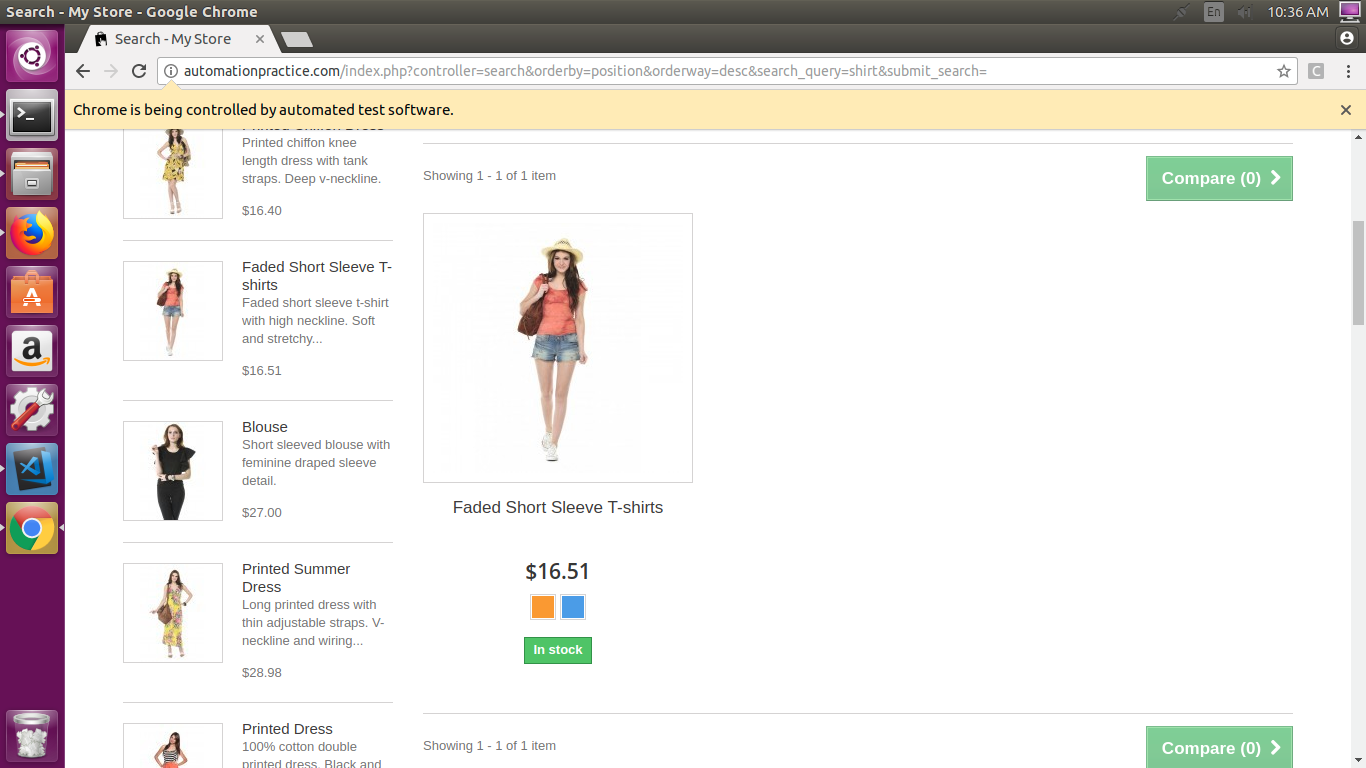 Search - My Store - Google Chrome
En
10:36 AM
Search - My Store
automationpractice.com/index.php?controller=search&orderby=position&orderway=desc&search_query=shirt&submit_search=
C
Chrome is being controlled by automated test software.
Printed Chiffon Dress
Printed chiffon knee
length dress with tank
straps. Deep v-neckline.
$16.40
Faded Short Sleeve T-
shirts
Faded short sleeve t-shirt
with high neckline. Soft
and stretchy...
$16.51
Blouse
Short sleeved blouse with
feminine draped sleeve
detail.
$27.00
Printed Summer
Dress
Long printed dress with
thin adjustable straps. V-
neckline and wiring...
$28.98
Printed Dress
100% cotton double
printed dress. Black and
Showing 1 - 1 of 1 item
Compare (0)
Faded Short Sleeve T-shirts
$16.51
In stock
Showing 1 - 1 of 1 item
Compare (0)